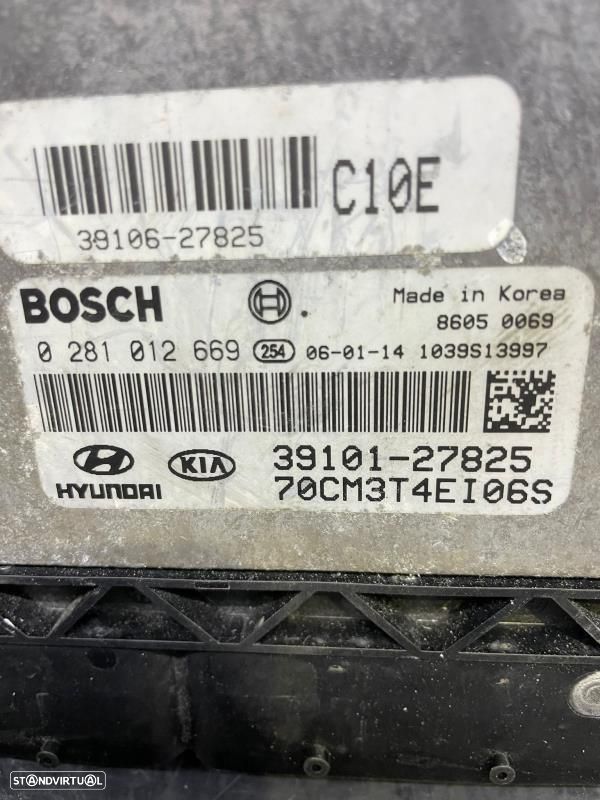 C10E
39106-27825
BOSCH Made in Korea
8605 0069
0 281 012 669 254 06-01-14 1039S13997
HYUNDAI KIA 39101-27825
70CM3T4EI06S
STANDVIRTUAL